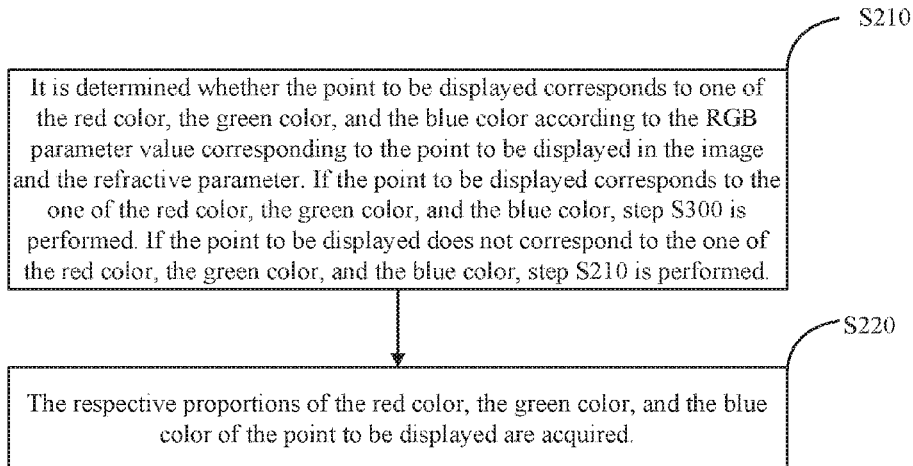 S210
It is determined whether the point to be displayed corresponds to one of
the red color, the green color, and the blue color according to the RGB
parameter value corresponding to the point to be displayed in the image
and the refractive parameter. If the point to be displayed corresponds to the
one of the red color, the green color, and the blue color, step S300 is
performed. If the point to be displayed does not correspond to the one of
the red color, the green color, and the blue color, step S210 is performed.
S220
The respective proportions of the red color, the green color, and the blue
color of the point to be displayed are acquired.